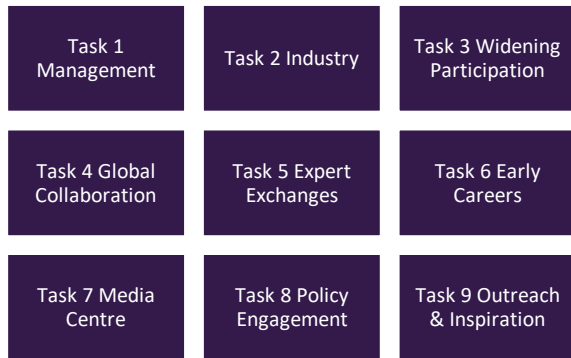 Task 1
Management
Task 2 Industry
Task 3 Widening
Participation
Task 4 Global
Collaboration
Task 5 Expert
Exchanges
Task 6 Early
Careers
Task 7 Media
Centre
Task 8 Policy
Engagement
Task 9 Outreach
& Inspiration